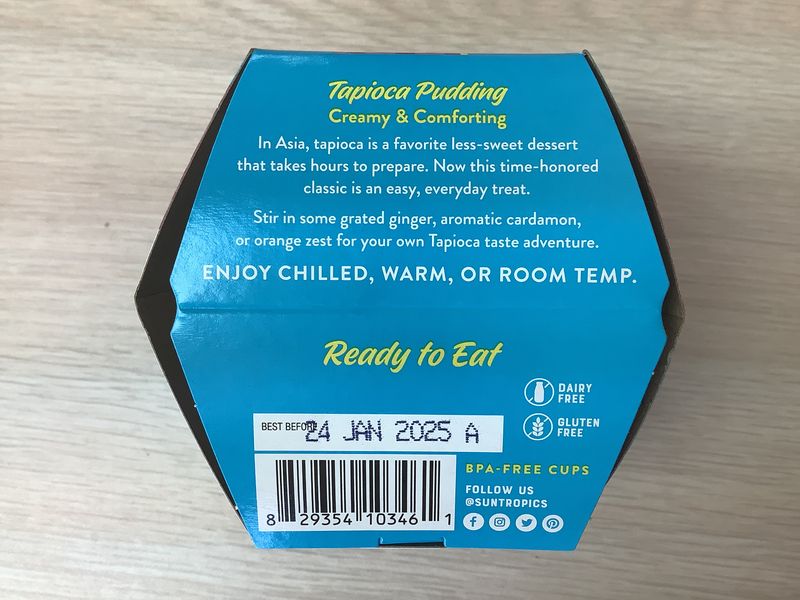 Tapioca Pudding
Creamy & Comforting
In Asia, tapioca is a favorite less-sweet dessert
that takes hours to prepare. Now this time-honored
classic is an easy, everyday treat.
Stir in some grated ginger, aromatic cardamon,
or orange zest for your own Tapioca taste adventure.
ENJOY CHILLED, WARM, OR ROOM TEMP.
Ready to Eat
DAIRY
FREE
GLUTEN
FREE
BEST BEFORE 24 JAN 2025 A
BPA-FREE CUPS
FOLLOW US
@SUNTROPICS
8 29354 10346 1